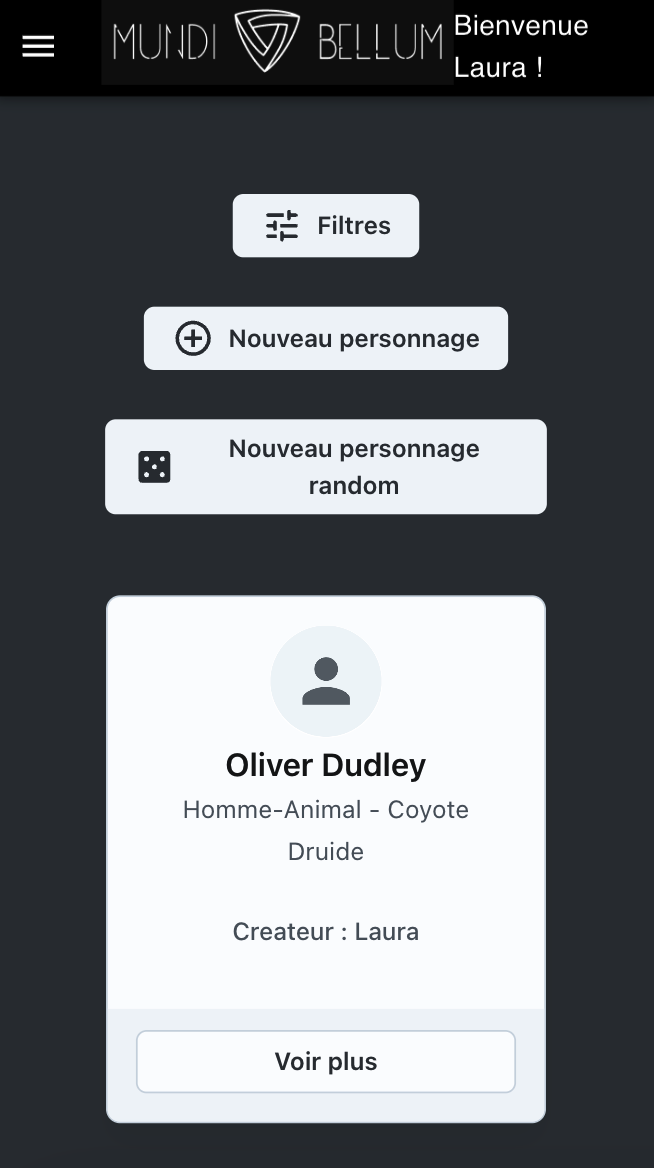 MUNDI BELLUM
Bienvenue
Laura !
Filtres
Nouveau personnage
Nouveau personnage
random
Oliver Dudley
Homme-Animal - Coyote
Druide
Createur : Laura
Voir plus